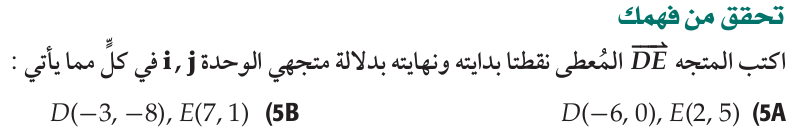 تحقق من فهمك
اكتب المتجه $\overrightarrow{DE}$ المُعطى نقطتا بدايته ونهايته بدلالة متجهي الوحدة i , j في كلٍّ مما يأتي :
D(−6, 0), E(2, 5) (5A
D(−3, −8), E(7, 1) (5B